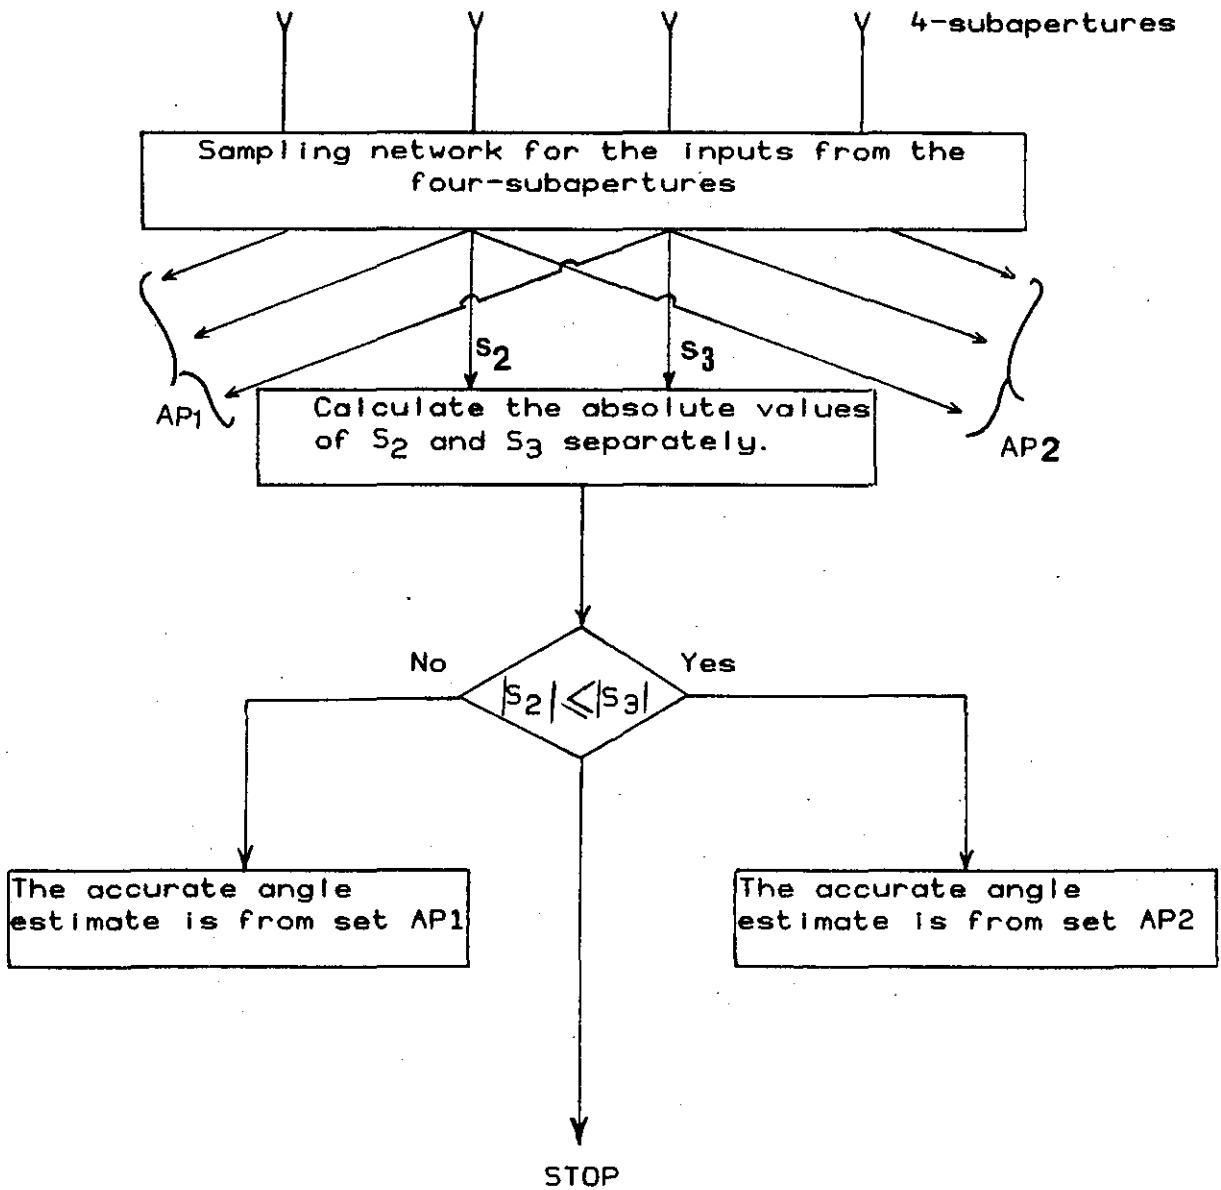 4-subapertures
Sampling network for the inputs from the
four-subapertures
S2
S3
AP1
AP2
Calculate the absolute values
of S2 and S3 separately.
No
Yes
|S2| ⩽ |S3|
The accurate angle
estimate is from set AP1
The accurate angle
estimate is from set AP2
STOP